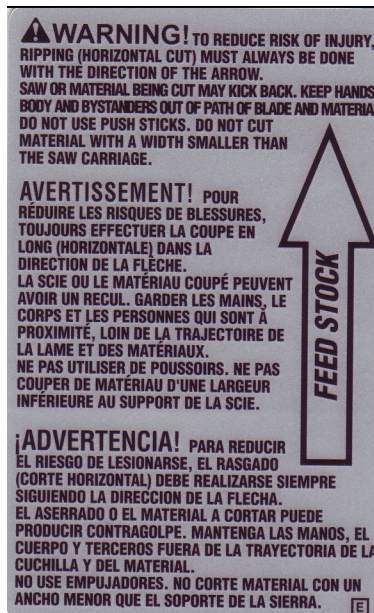 WARNING! TO REDUCE RISK OF INJURY,
RIPPING (HORIZONTAL CUT) MUST ALWAYS BE DONE
WITH THE DIRECTION OF THE ARROW.
SAW OR MATERIAL BEING CUT MAY KICK BACK. KEEP HANDS
BODY AND BYSTANDERS OUT OF PATH OF BLADE AND MATERIA
DO NOT USE PUSH STICKS. DO NOT CUT
MATERIAL WITH A WIDTH SMALLER THAN
THE SAW CARRIAGE.
AVERTISSEMENT! POUR
RÉDUIRE LES RISQUES DE BLESSURES,
TOUJOURS EFFECTUER LA COUPE EN
LONG (HORIZONTALE) DANS LA
DIRECTION DE LA FLÈCHE.
LA SCIE OU LE MATÉRIAU COUPÉ PEUVENT
AVOIR UN RECUL. GARDER LES MAINS, LE
CORPS ET LES PERSONNES QUI SONT À
PROXIMITÉ, LOIN DE LA TRAJECTOIRE DE
LA LAME ET DES MATÉRIAUX.
NE PAS UTILISER DE POUSSOIRS. NE PAS
COUPER DE MATÉRIAU D'UNE LARGEUR
INFÉRIEURE AU SUPPORT DE LA SCIE.
FEED STOCK
¡ADVERTENCIA! PARA REDUCIR
EL RIESGO DE LESIONARSE, EL RASGADO
(CORTE HORIZONTAL) DEBE REALIZARSE SIEMPRE
SIGUIENDO LA DIRECCION DE LA FLECHA.
EL ASERRADO O EL MATERIAL A CORTAR PUEDE
PRODUCIR CONTRAGOLPE. MANTENGA LAS MANOS, EL
CUERPO Y TERCEROS FUERA DE LA TRAYECTORIA DE LA
CUCHILLA Y DEL MATERIAL.
NO USE EMPUJADORES. NO CORTE MATERIAL CON UN
ANCHO MENOR QUE EL SOPORTE DE LA SIERRA.
E